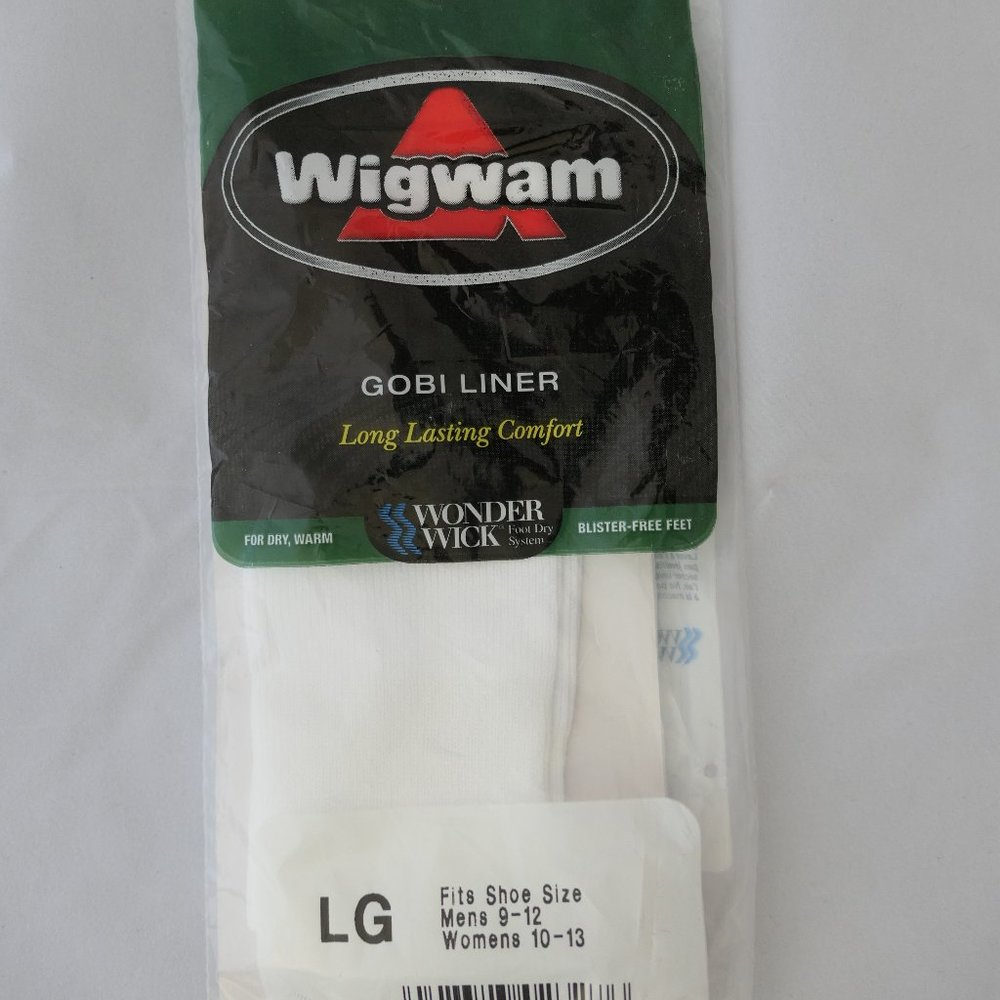 Wigwam
GOBI LINER
Long Lasting Comfort
FOR DRY, WARM
WONDER
WICK
Foot Dry
System
BLISTER-FREE FEET
LG
Fits Shoe Size
Mens 9-12
Womens 10-13